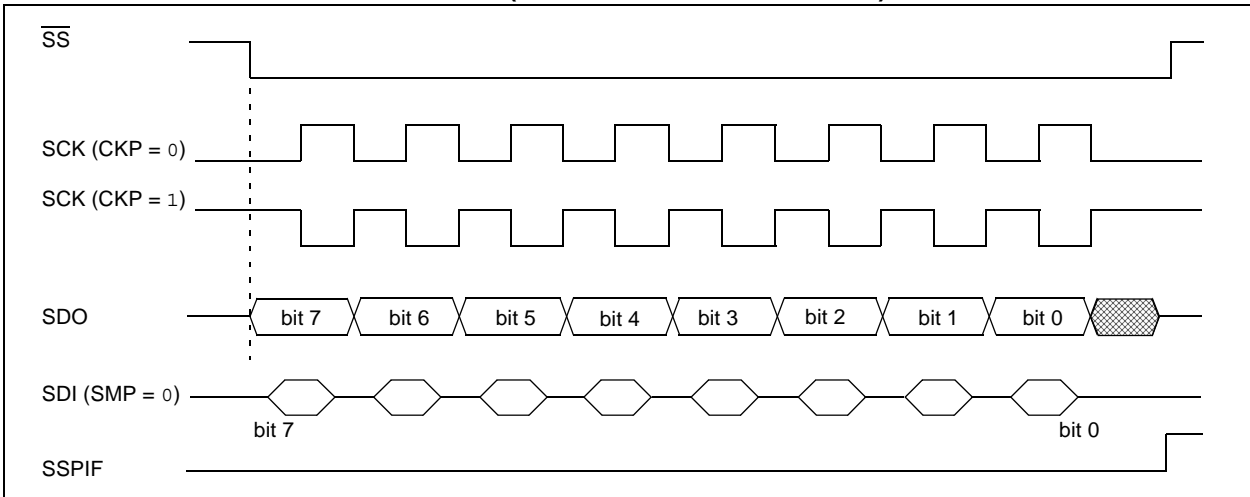 S̅S̅
SCK (CKP = 0)
SCK (CKP = 1)
SDO
bit 7 bit 6 bit 5 bit 4 bit 3 bit 2 bit 1 bit 0
SDI (SMP = 0)
bit 7 bit 0
SSPIF